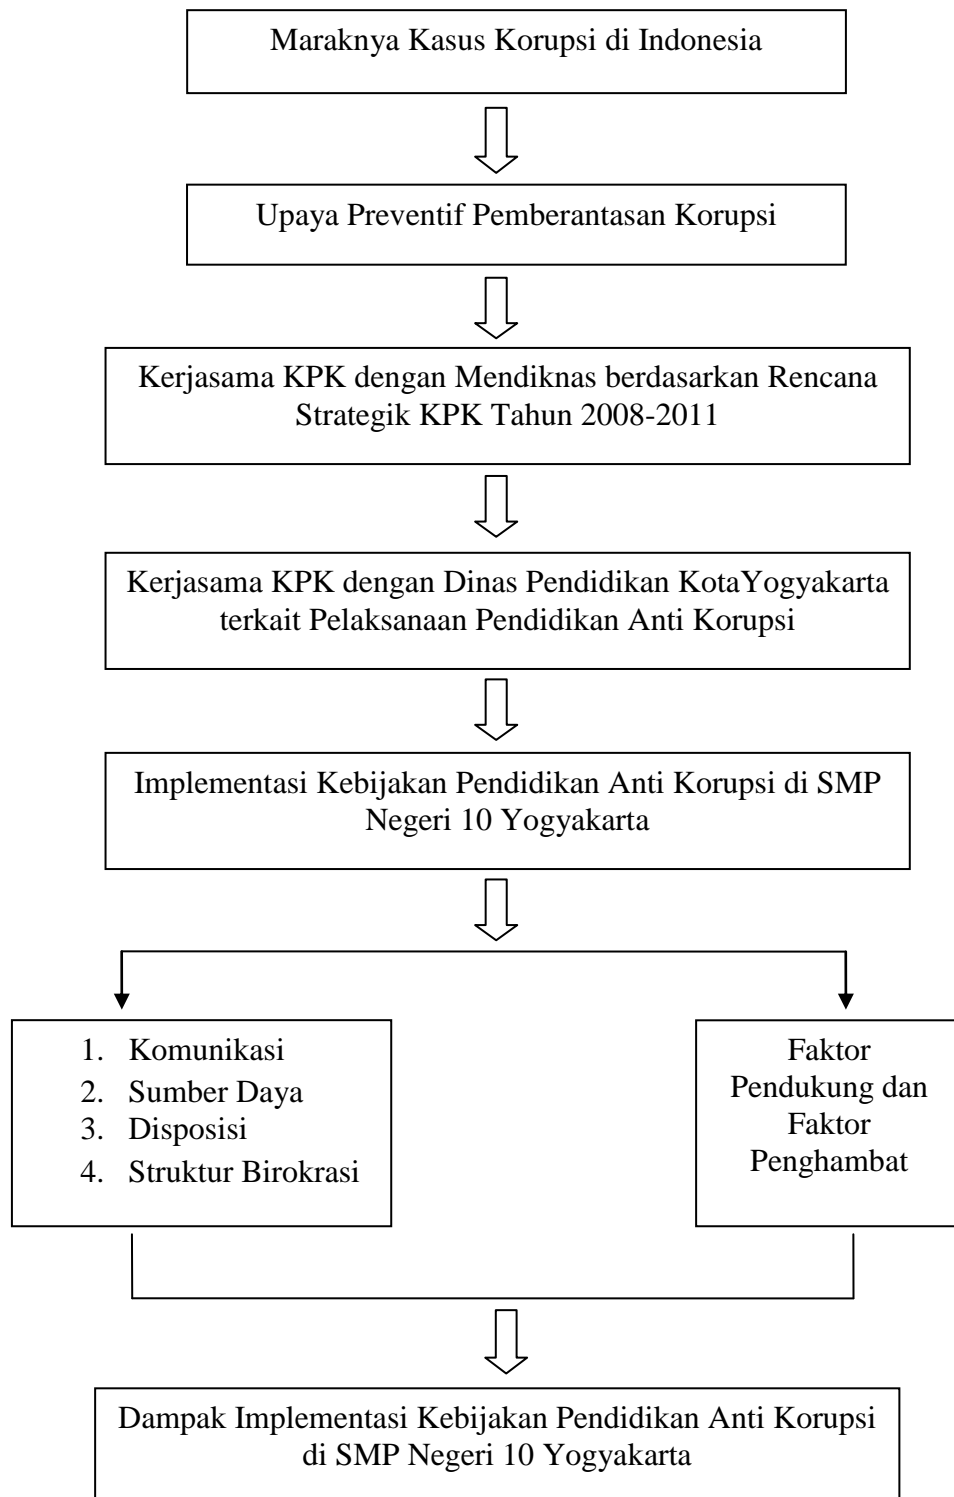 Maraknya Kasus Korupsi di Indonesia
Upaya Preventif Pemberantasan Korupsi
Kerjasama KPK dengan Mendiknas berdasarkan Rencana
Strategik KPK Tahun 2008-2011
Kerjasama KPK dengan Dinas Pendidikan KotaYogyakarta
terkait Pelaksanaan Pendidikan Anti Korupsi
Implementasi Kebijakan Pendidikan Anti Korupsi di SMP
Negeri 10 Yogyakarta
1. Komunikasi
2. Sumber Daya
3. Disposisi
4. Struktur Birokrasi
Faktor
Pendukung dan
Faktor
Penghambat
Dampak Implementasi Kebijakan Pendidikan Anti Korupsi
di SMP Negeri 10 Yogyakarta